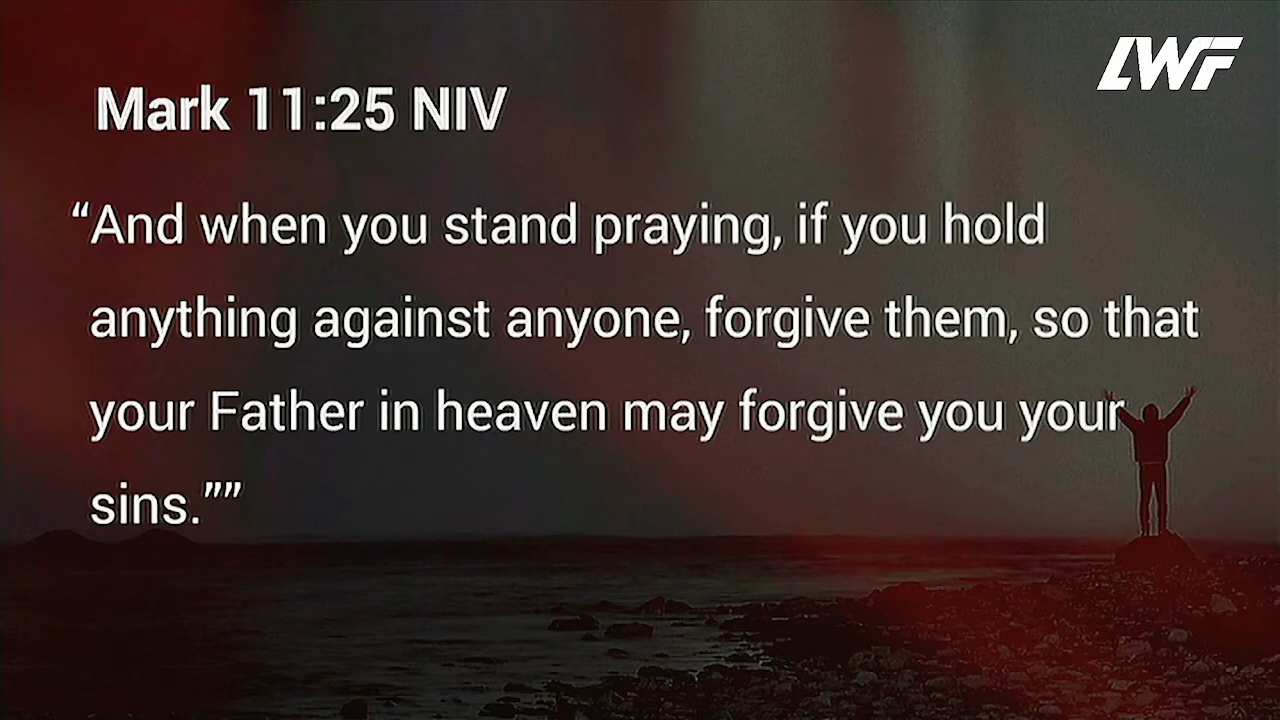 LWF
Mark 11:25 NIV
“And when you stand praying, if you hold
anything against anyone, forgive them, so that
your Father in heaven may forgive you your
sins.””